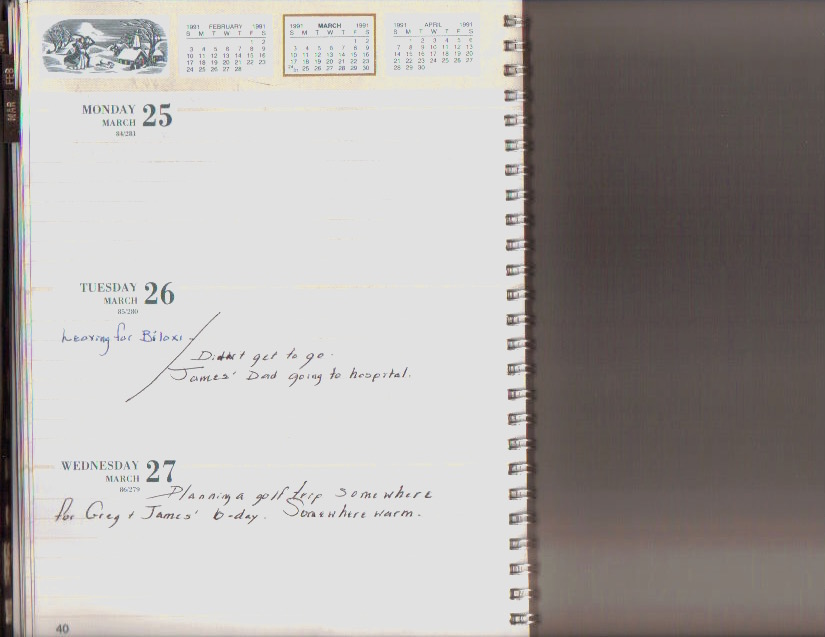 MAR
FEB
1991 FEBRUARY 1991
S M T W T F S
1 2
3 4 5 6 7 8 9
10 11 12 13 14 15 16
17 18 19 20 21 22 23
24 25 26 27 28
1991 MARCH 1991
S M T W T F S
1 2
3 4 5 6 7 8 9
10 11 12 13 14 15 16
17 18 19 20 21 22 23
24/31 25 26 27 28 29 30
1991 APRIL 1991
S M T W T F S
1 2 3 4 5 6
7 8 9 10 11 12 13
14 15 16 17 18 19 20
21 22 23 24 25 26 27
28 29 30
MONDAY 25
MARCH
84/281
TUESDAY 26
MARCH
85/280
Leaving for Biloxi
Didn't get to go.
James' Dad going to hospital.
WEDNESDAY 27
MARCH
86/279
Planning a golf trip somewhere
for Greg + James' b-day. Somewhere warm.
40